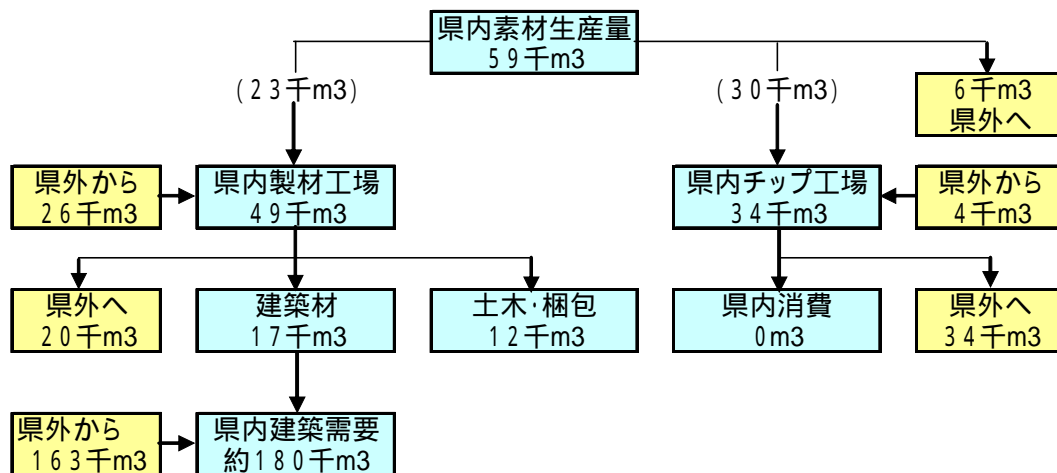 県内素材生産量
59千m3
(23千m3)
(30千m3)
6千m3
県外へ
県外から
26千m3
県内製材工場
49千m3
県内チップ工場
34千m3
県外から
4千m3
県外へ
20千m3
建築材
17千m3
土木・梱包
12千m3
県内消費
0m3
県外へ
34千m3
県外から
163千m3
県内建築需要
約180千m3